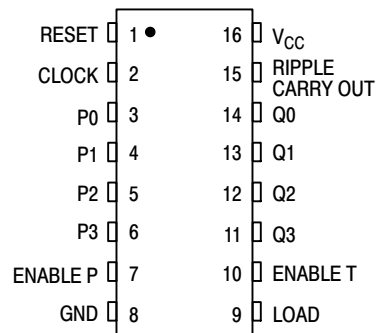 RESET 1 16 VCC
CLOCK 2 15 RIPPLE
CARRY OUT
P0 3 14 Q0
P1 4 13 Q1
P2 5 12 Q2
P3 6 11 Q3
ENABLE P 7 10 ENABLE T
GND 8 9 LOAD